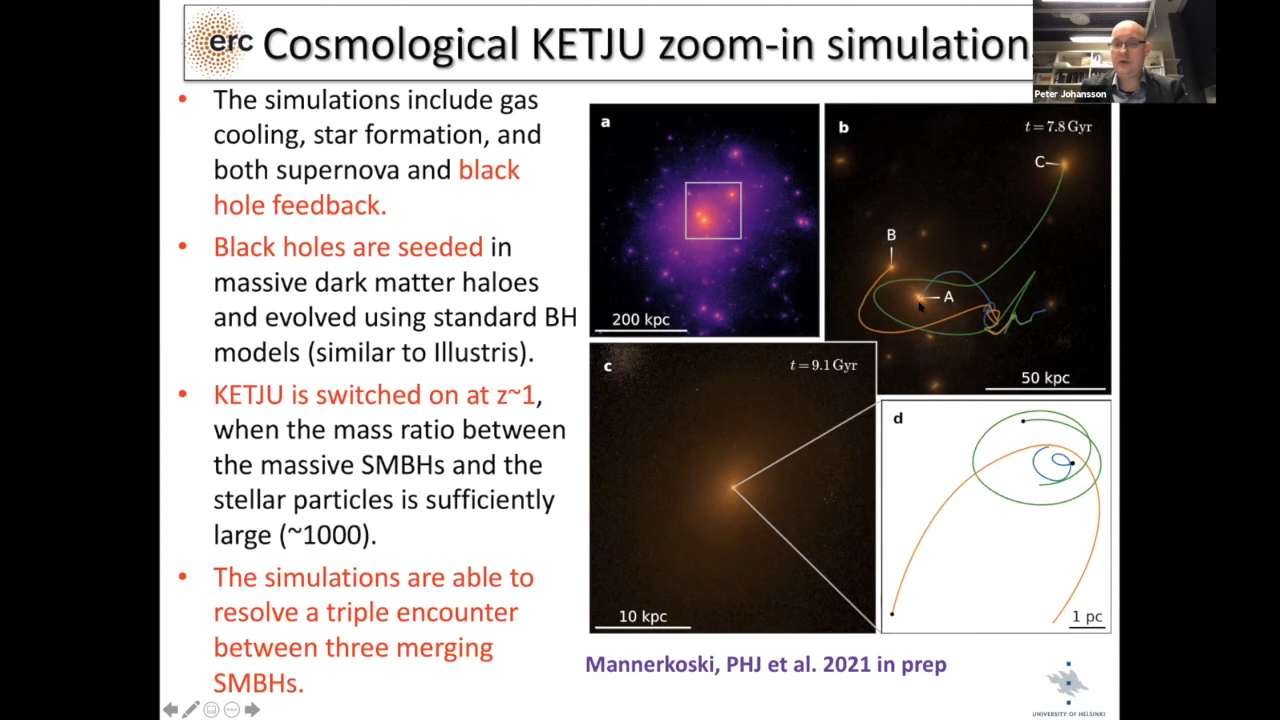 erc Cosmological KETJU zoom-in simulation
Peter Johansson
• The simulations include gas
cooling, star formation, and
both supernova and black
hole feedback.
• Black holes are seeded in
massive dark matter haloes
and evolved using standard BH
models (similar to Illustris).
• KETJU is switched on at z~1,
when the mass ratio between
the massive SMBHs and the
stellar particles is sufficiently
large (~1000).
• The simulations are able to
resolve a triple encounter
between three merging
SMBHs.
a
200 kpc
b
t = 7.8 Gyr
C
B
A
50 kpc
c
t = 9.1 Gyr
10 kpc
d
1 pc
Mannerkoski, PHJ et al. 2021 in prep
UNIVERSITY OF HELSINKI